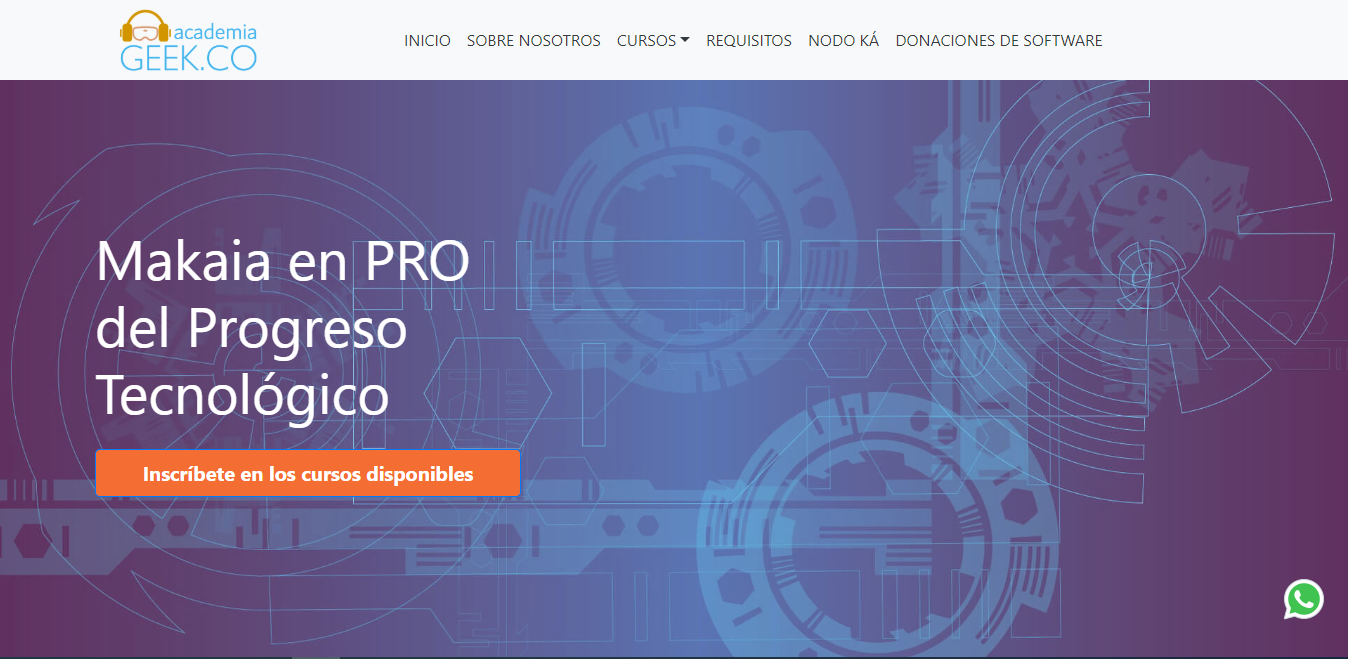 academia
GEEK.CO
INICIO SOBRE NOSOTROS CURSOS REQUISITOS NODO KÁ DONACIONES DE SOFTWARE
Makaia en PRO
del Progreso
Tecnológico
Inscríbete en los cursos disponibles